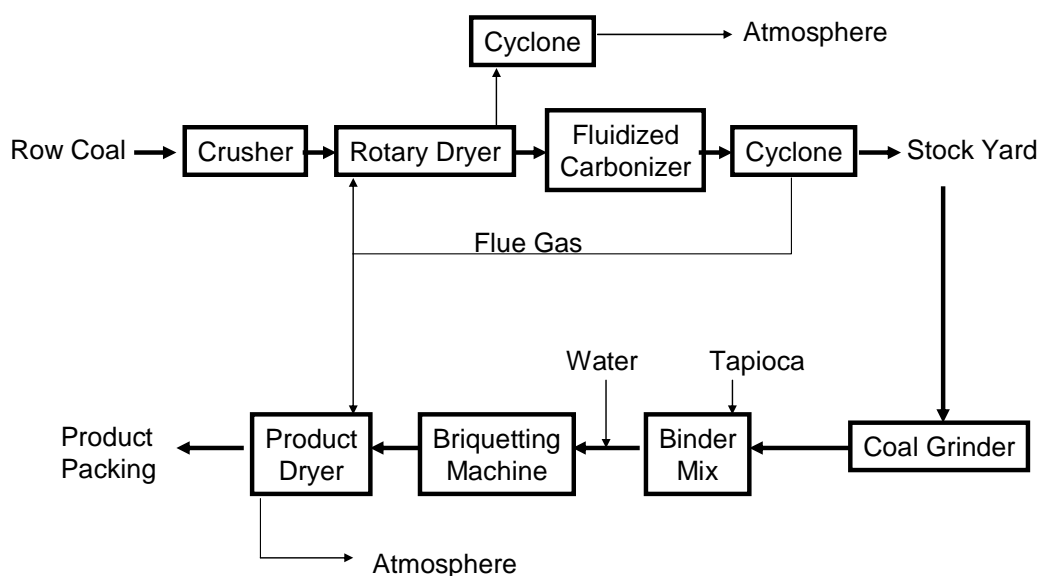 Cyclone
Atmosphere
Row Coal
Crusher
Rotary Dryer
Fluidized
Carbonizer
Cyclone
Stock Yard
Flue Gas
Water
Tapioca
Product
Packing
Product
Dryer
Briquetting
Machine
Binder
Mix
Coal Grinder
Atmosphere